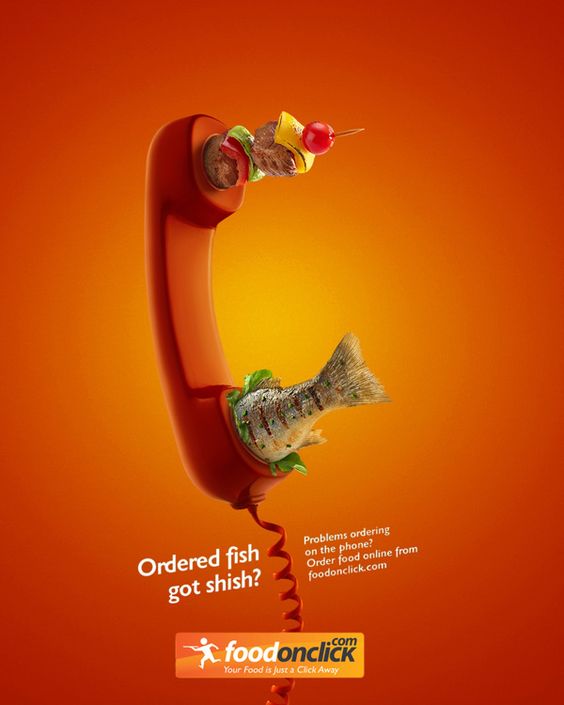 Ordered fish
got shish?
Problems ordering
on the phone?
Order food online from
foodonclick.com
foodonclick.com
Your Food is Just a Click Away